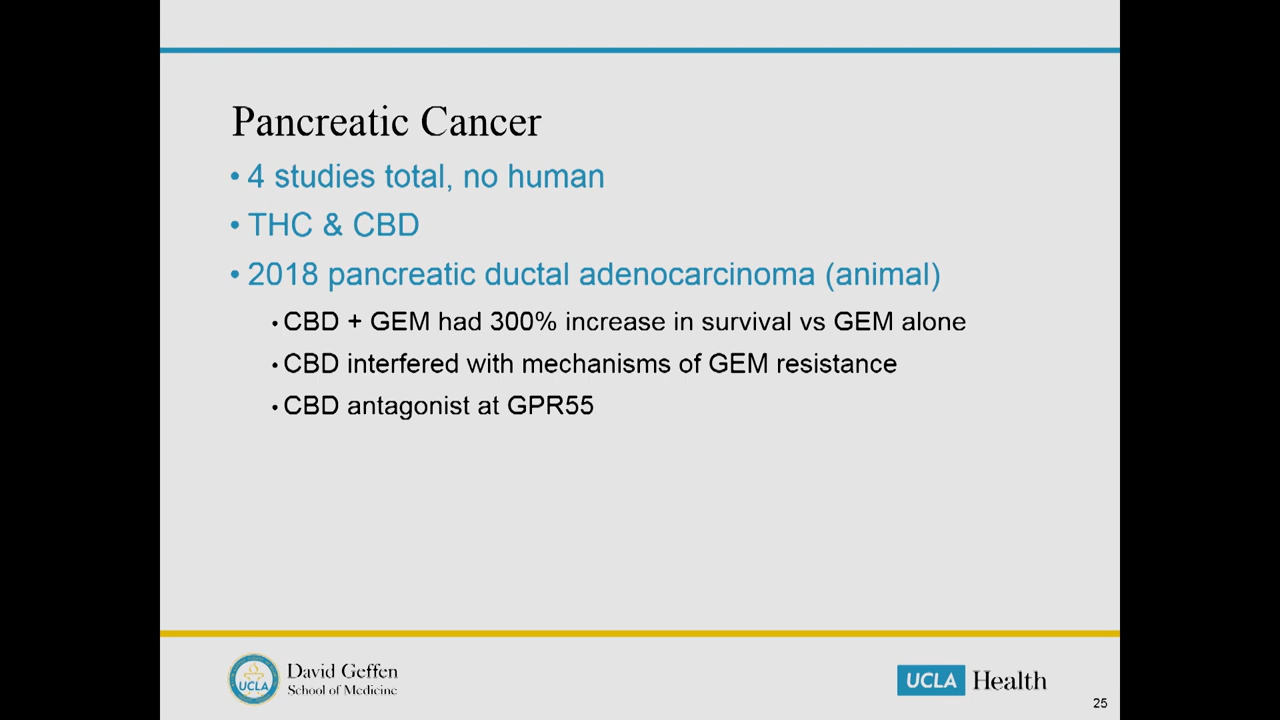 Pancreatic Cancer
• 4 studies total, no human
• THC & CBD
• 2018 pancreatic ductal adenocarcinoma (animal)
• CBD + GEM had 300% increase in survival vs GEM alone
• CBD interfered with mechanisms of GEM resistance
• CBD antagonist at GPR55
UCLA
David Geffen
School of Medicine
UCLA Health
25